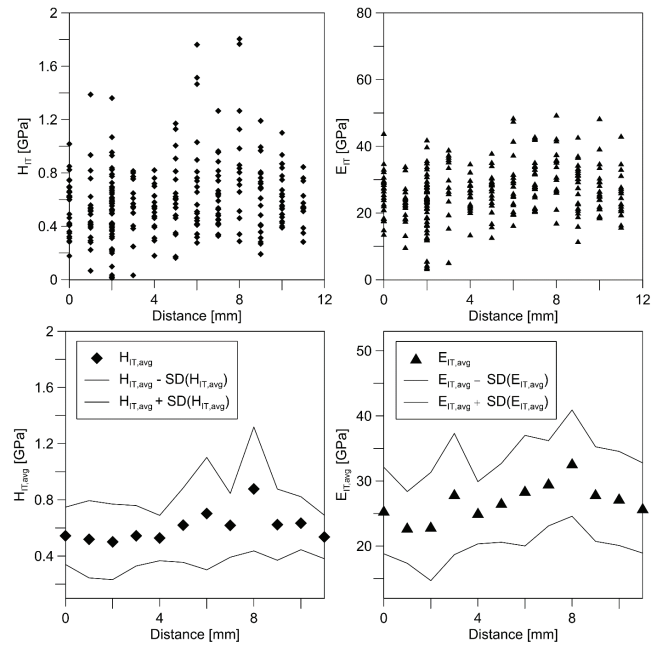 2
1.6
1.2
0.8
0.4
0
H_IT [GPa]
0
4
8
12
Distance [mm]
80
60
40
20
0
E_IT [GPa]
0
4
8
12
Distance [mm]
2
1.6
1.2
0.8
0.4
H_IT,avg [GPa]
H_IT,avg
H_IT,avg - SD(H_IT,avg)
H_IT,avg + SD(H_IT,avg)
0
4
8
Distance [mm]
50
40
30
20
E_IT,avg [GPa]
E_IT,avg
E_IT,avg − SD(E_IT,avg)
E_IT,avg + SD(E_IT,avg)
0
4
8
Distance [mm]